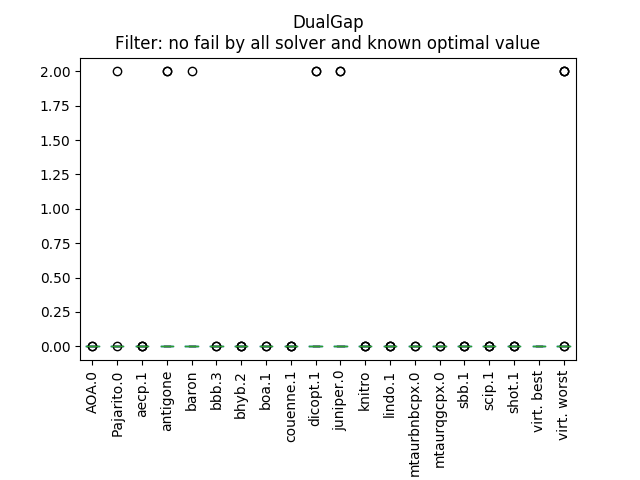 DualGap
Filter: no fail by all solver and known optimal value
2.00
1.75
1.50
1.25
1.00
0.75
0.50
0.25
0.00
AOA.0
Pajarito.0
aecp.1
antigone
baron
bbb.3
bhyb.2
boa.1
couenne.1
dicopt.1
juniper.0
knitro
lindo.1
mtaurbnbcpx.0
mtaurqgcpx.0
sbb.1
scip.1
shot.1
virt. best
virt. worst